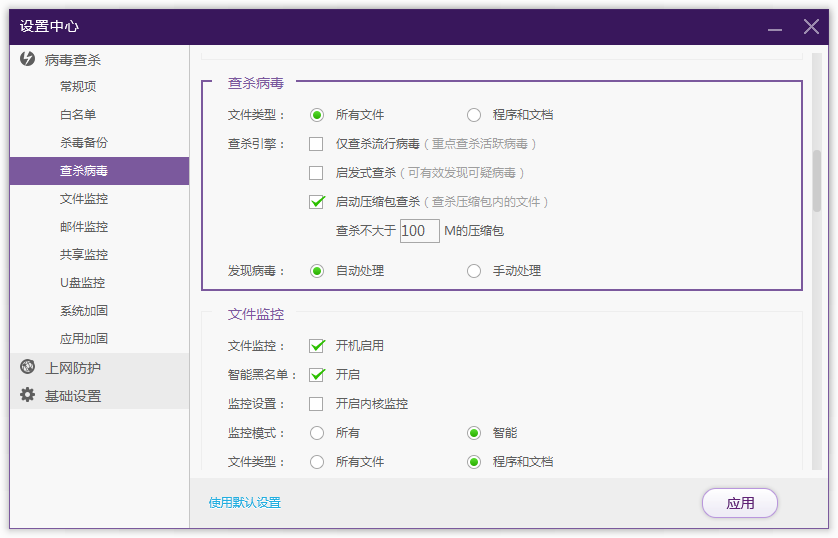 设置中心
病毒查杀
常规项
白名单
杀毒备份
查杀病毒
文件监控
邮件监控
共享监控
U盘监控
系统加固
应用加固
上网防护
基础设置
查杀病毒
文件类型： 所有文件 程序和文档
查杀引擎： 仅查杀流行病毒（重点查杀活跃病毒）
启发式查杀（可有效发现可疑病毒）
启动压缩包查杀（查杀压缩包内的文件）
查杀不大于 100 M的压缩包
发现病毒： 自动处理 手动处理
文件监控
文件监控： 开机启用
智能黑名单： 开启
监控设置： 开启内核监控
监控模式： 所有 智能
文件类型： 所有文件 程序和文档
使用默认设置
应用